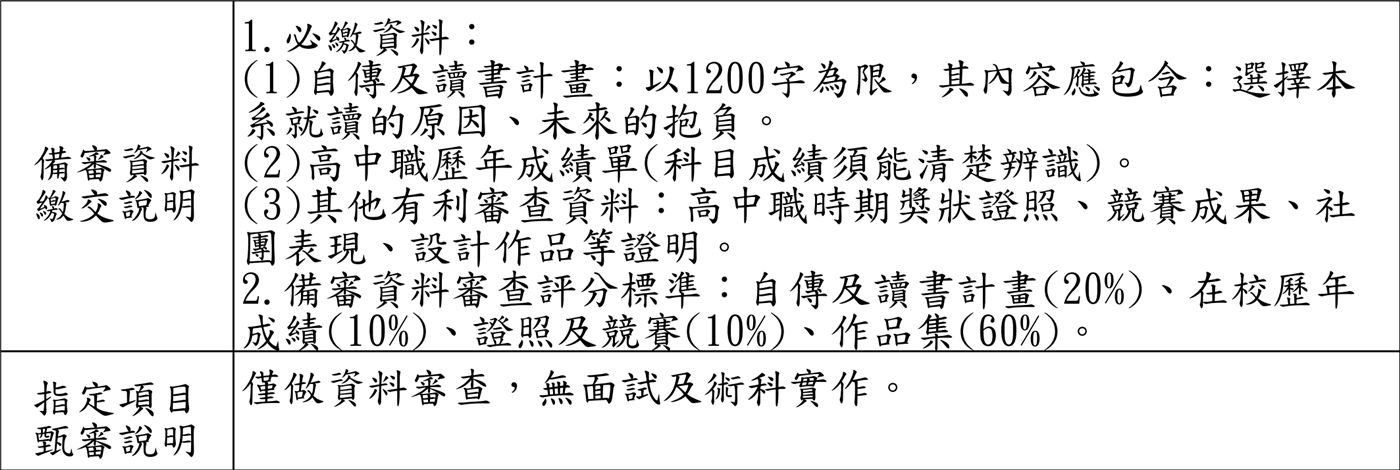 備審資料
繳交說明
1.必繳資料：
(1)自傳及讀書計畫：以1200字為限，其內容應包含：選擇本
系就讀的原因、未來的抱負。
(2)高中職歷年成績單(科目成績須能清楚辨識)。
(3)其他有利審查資料：高中職時期獎狀證照、競賽成果、社
團表現、設計作品等證明。
2.備審資料審查評分標準：自傳及讀書計畫(20%)、在校歷年
成績(10%)、證照及競賽(10%)、作品集(60%)。
指定項目
甄審說明
僅做資料審查，無面試及術科實作。